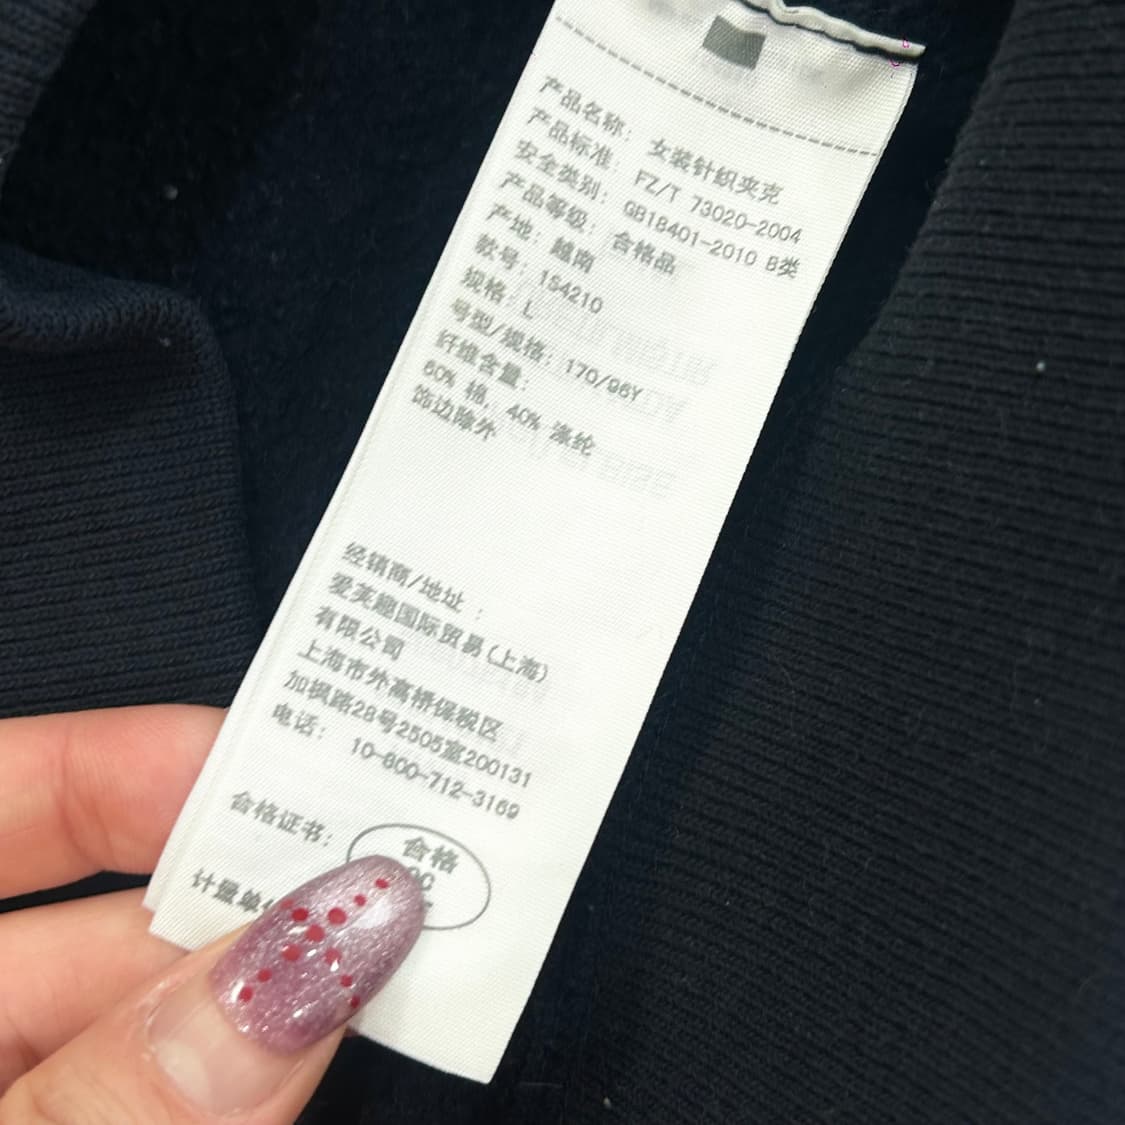 产品名称： 女装针织夹克
产品标准： FZ/T 73020-2004
安全类别： GB18401-2010 B类
产品等级： 合格品
产地： 越南
款号： 154210
规格： L
号型/规格： 170/96Y
纤维含量：
60% 棉, 40% 涤纶
饰边除外
经销商/地址 ：
爱芙趣国际贸易(上海)
有限公司
上海市外高桥保税区
加枫路28号2505室200131
电话： 10-800-712-3169
合格证书： 合格
计量单